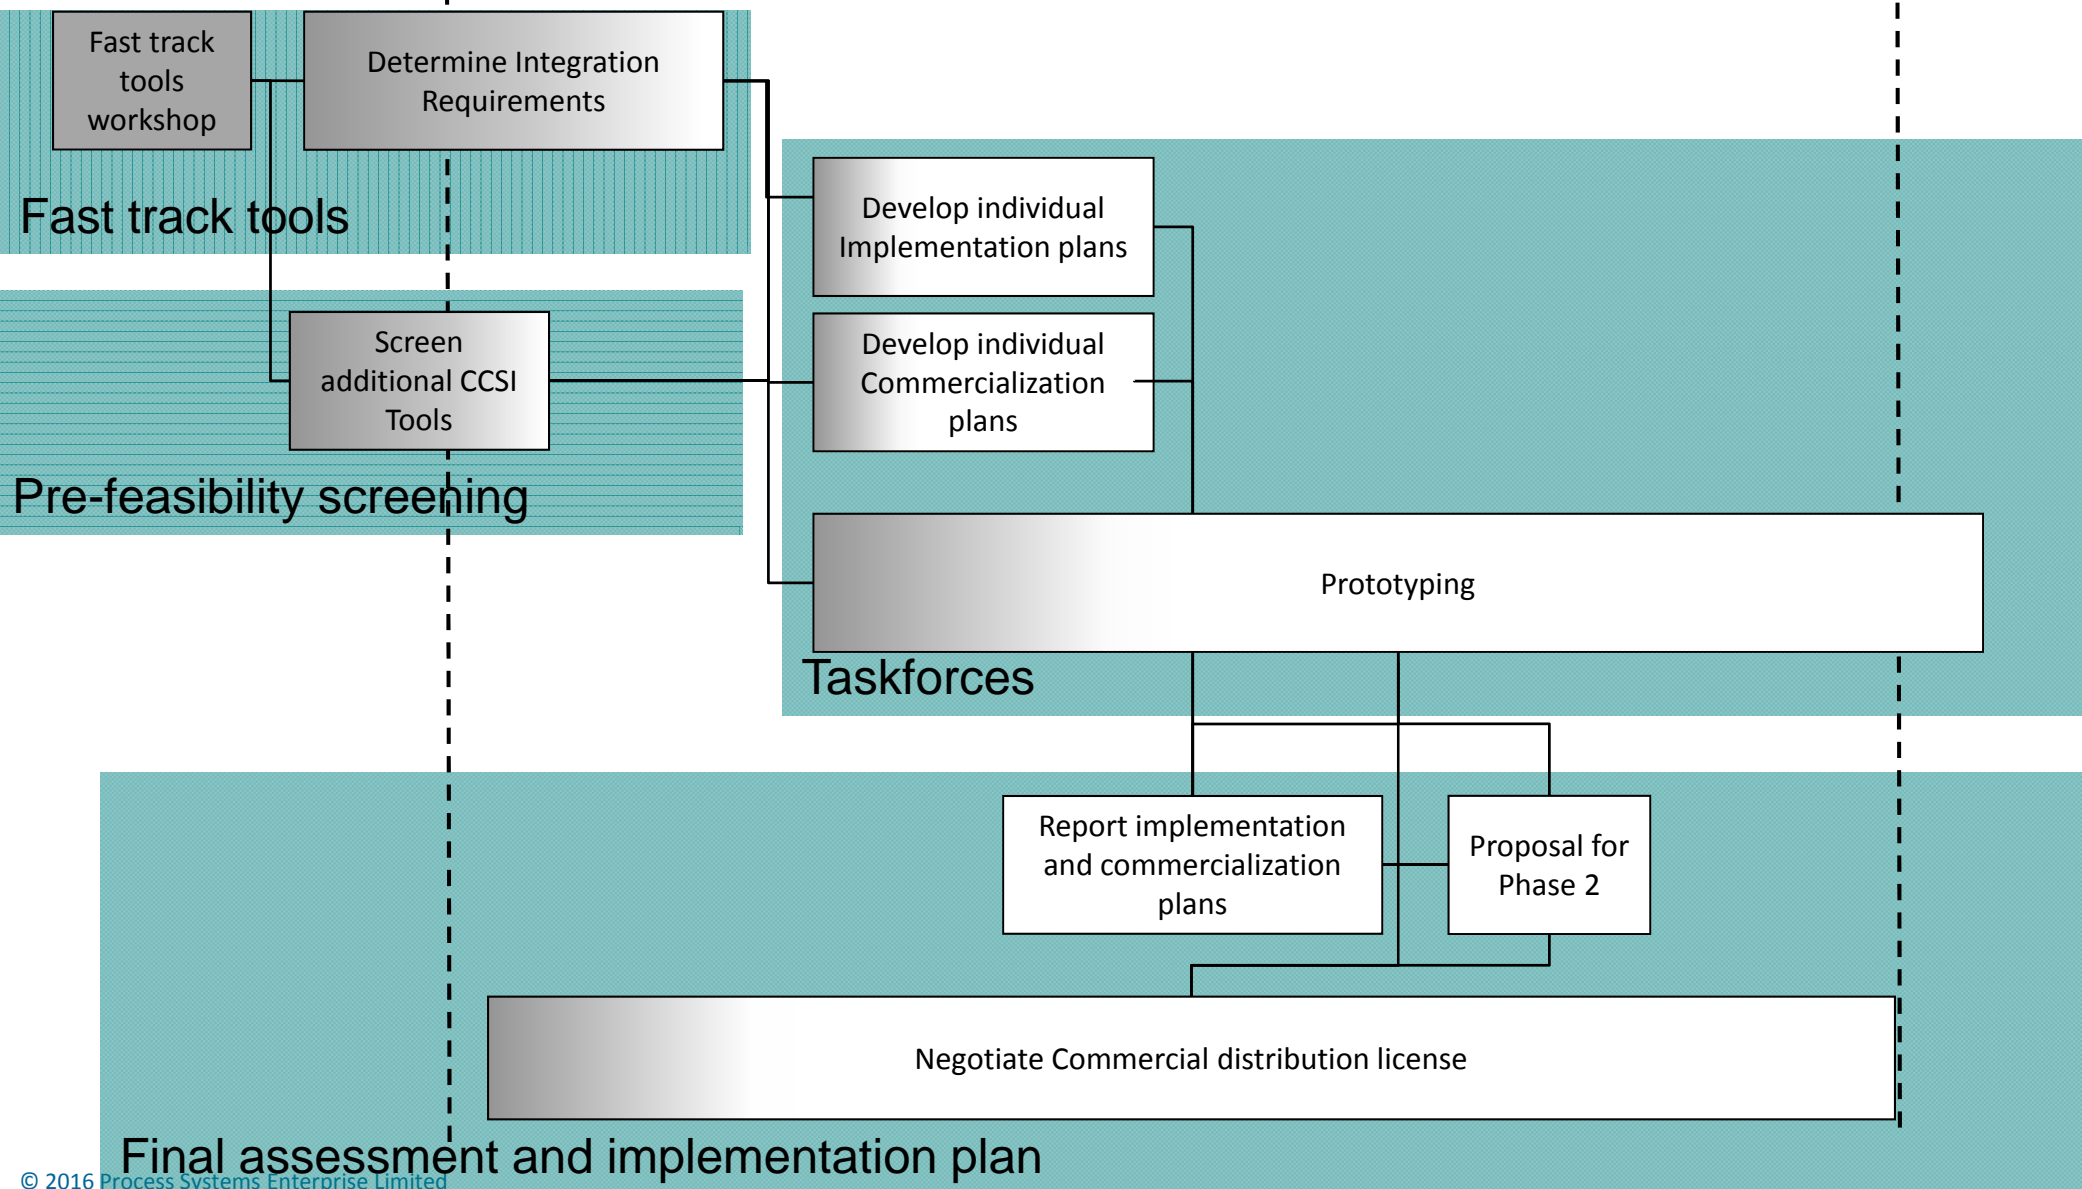 Fast track
tools
workshop
Determine Integration
Requirements
Fast track tools
Develop individual
Implementation plans
Screen
additional CCSI
Tools
Develop individual
Commercialization
plans
Pre-feasibility screening
Prototyping
Taskforces
Report implementation
and commercialization
plans
Proposal for
Phase 2
Negotiate Commercial distribution license
Final assessment and implementation plan
© 2016 Process Systems Enterprise Limited